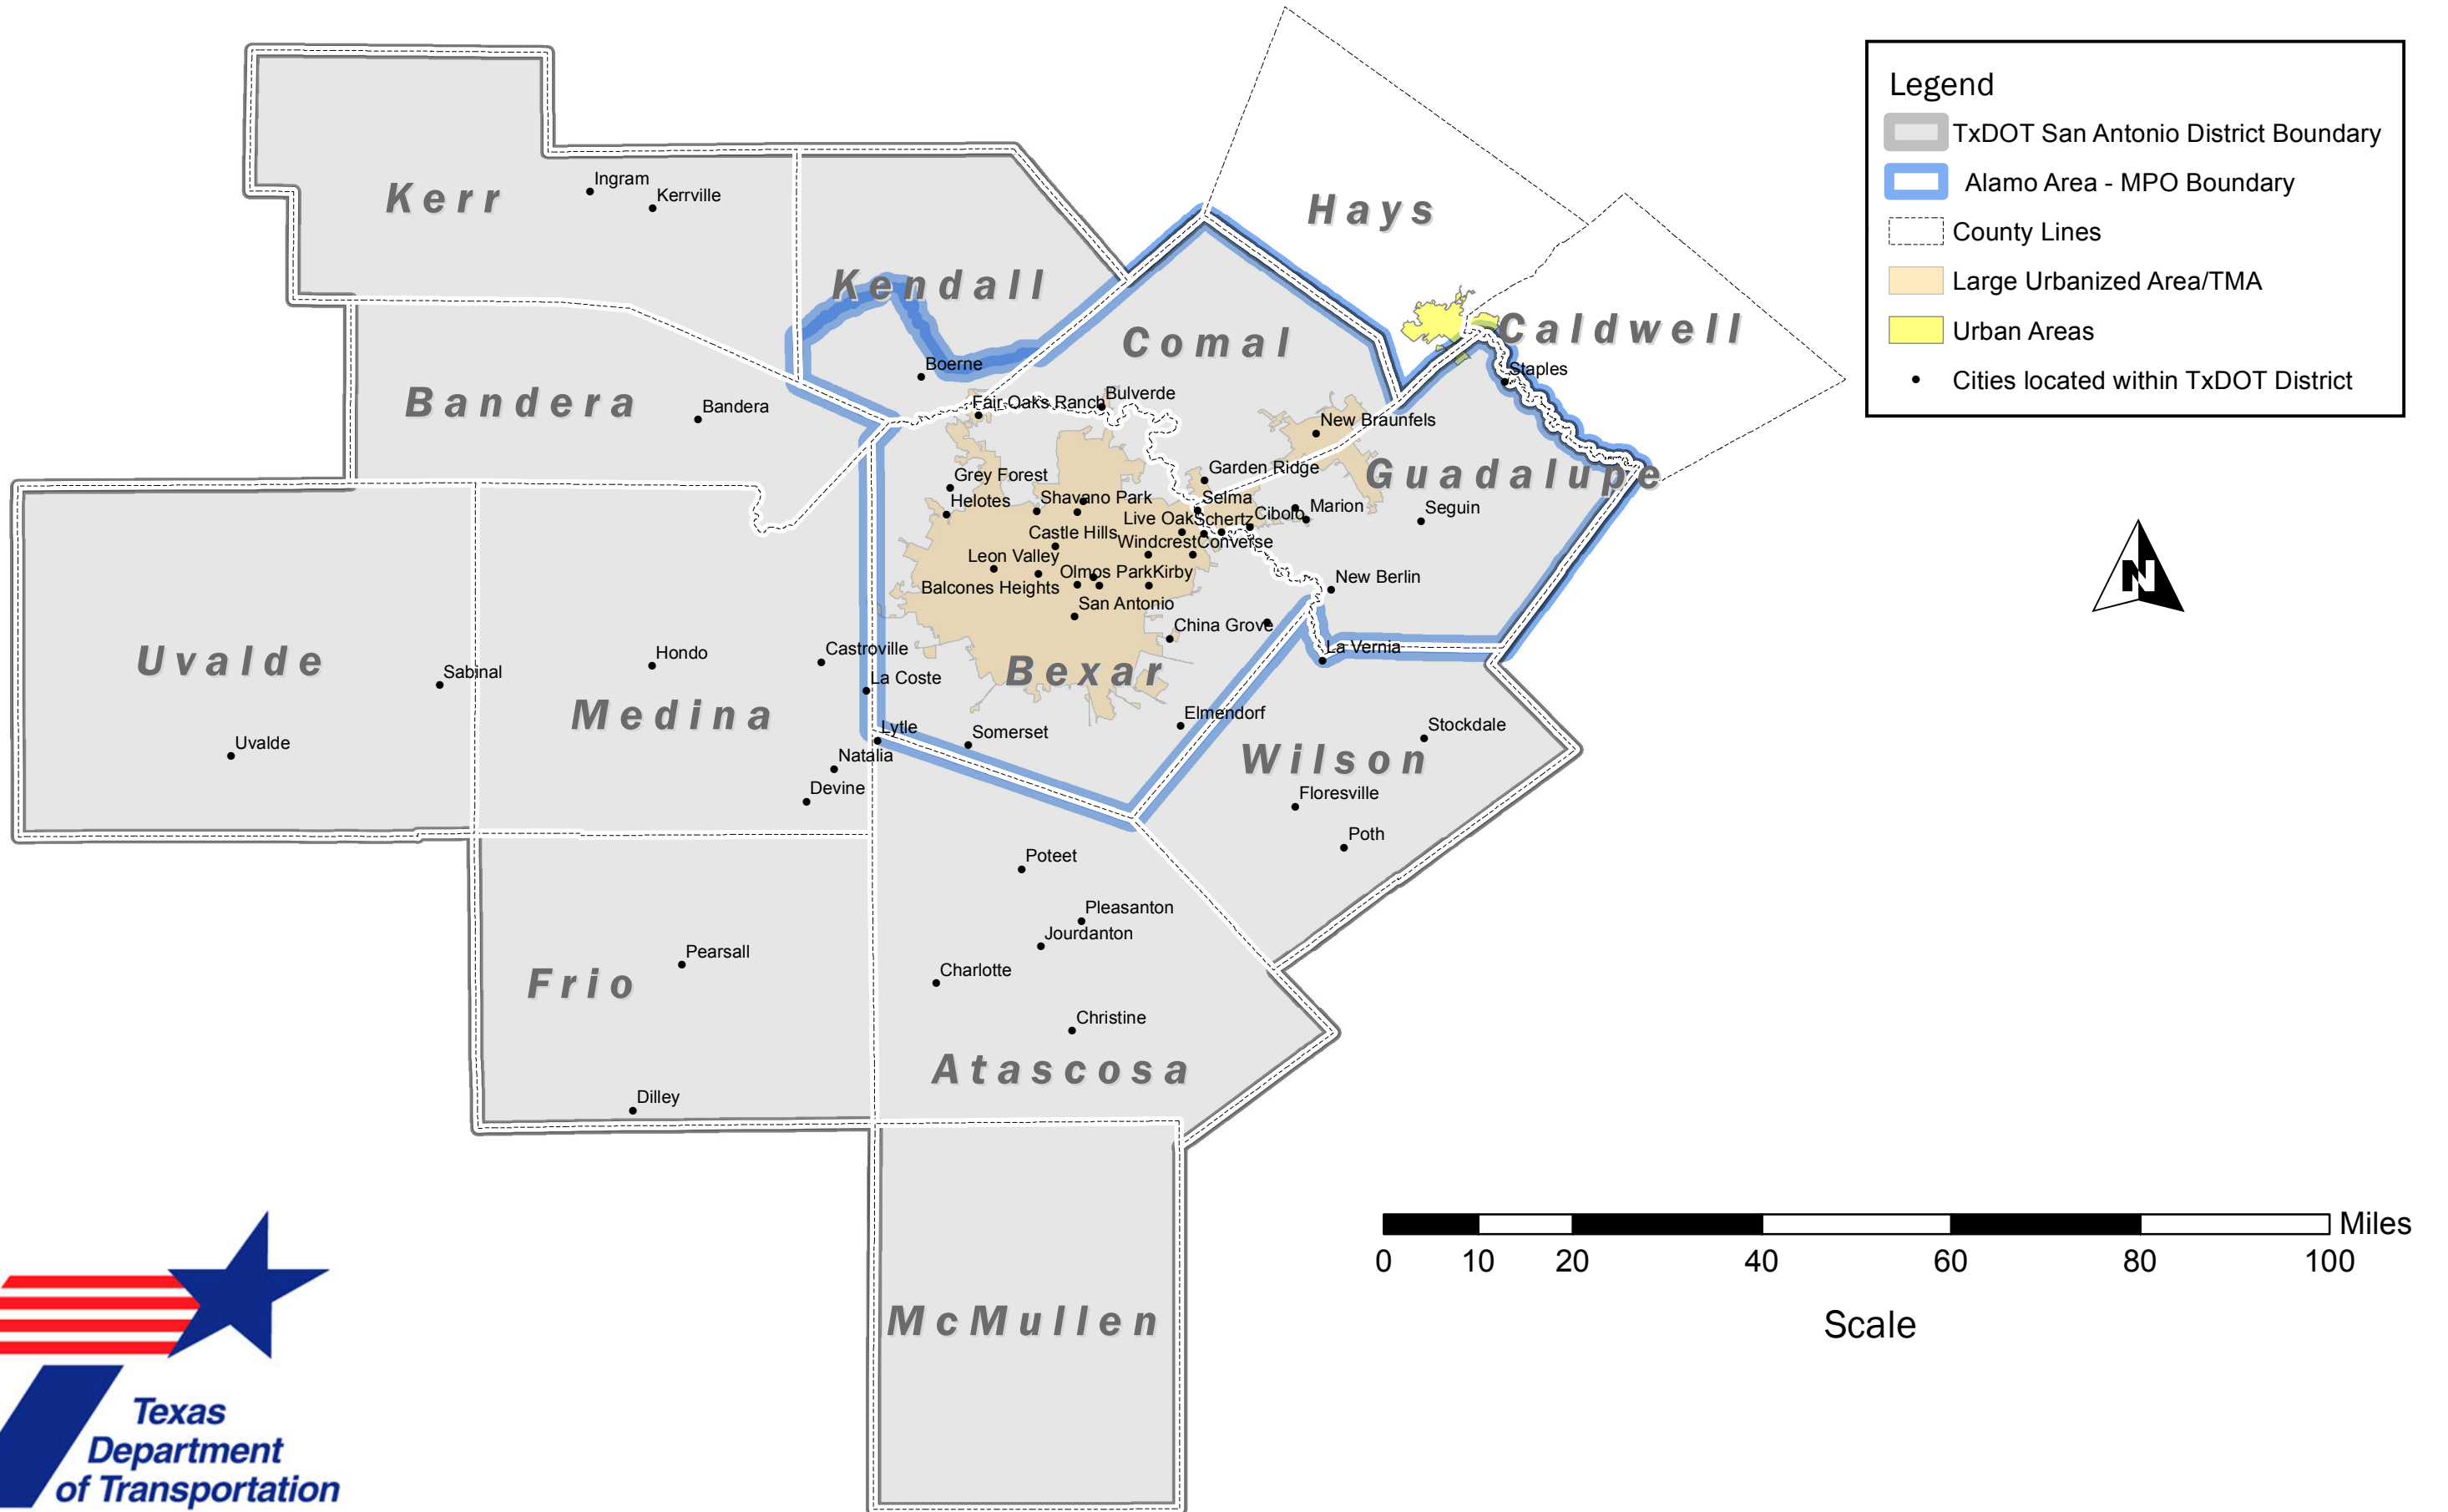 Legend
TxDOT San Antonio District Boundary
Alamo Area - MPO Boundary
County Lines
Large Urbanized Area/TMA
Urban Areas
Cities located within TxDOT District
Kerr
Ingram
Kerrville
Hays
Kendall
Comal
Caldwell
Boerne
Staples
Bandera
Bandera
Fair Oaks Ranch
Bulverde
New Braunfels
Guadalupe
Grey Forest
Garden Ridge
Helotes
Shavano Park
Selma
Marion
Seguin
Live Oak
Schertz
Cibolo
Castle Hills
Windcrest
Converse
Leon Valley
Olmos Park
Kirby
New Berlin
Balcones Heights
San Antonio
China Grove
N
Uvalde
Sabinal
Hondo
Castroville
La Vernia
La Coste
Bexar
Medina
Elmendorf
Uvalde
Lytle
Somerset
Stockdale
Natalia
Wilson
Devine
Floresville
Poth
Poteet
Pleasanton
Jourdanton
Pearsall
Frio
Charlotte
Christine
Atascosa
Dilley
McMullen
Miles
0 10 20 40 60 80 100
Scale
Texas
Department
of Transportation